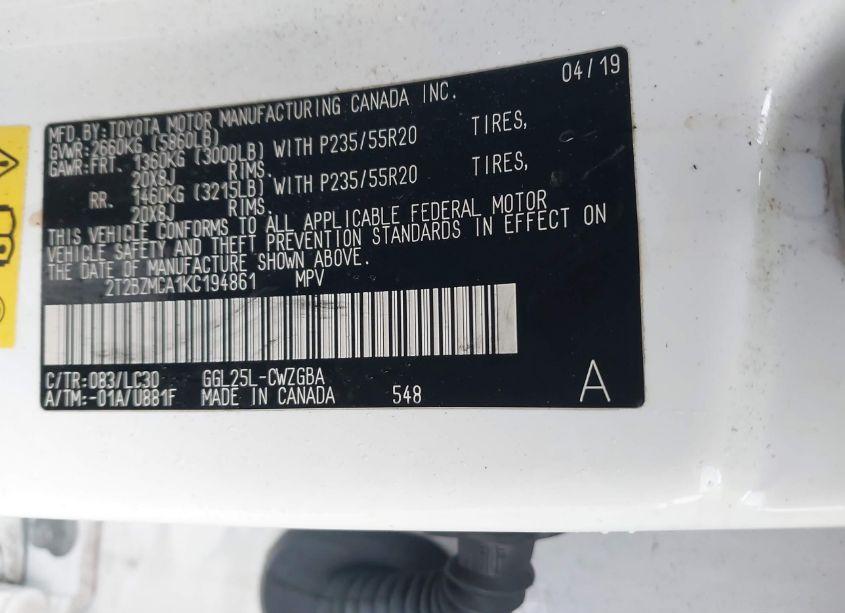 04/19
MFD.BY:TOYOTA MOTOR MANUFACTURING CANADA INC.
GVWR:2660KG (5860LB)
GAWR:FRT. 1360KG (3000LB) WITH P235/55R20 TIRES,
20X8J RIMS.
RR. 1460KG (3215LB) WITH P235/55R20 TIRES,
20X8J RIMS.
THIS VEHICLE CONFORMS TO ALL APPLICABLE FEDERAL MOTOR
VEHICLE SAFETY AND THEFT PREVENTION STANDARDS IN EFFECT ON
THE DATE OF MANUFACTURE SHOWN ABOVE.
2T2BZMCA1KC194861 MPV
C/TR:083/LC30 GGL25L-CWZGBA
A/TM:-01A/U881F MADE IN CANADA 548 A